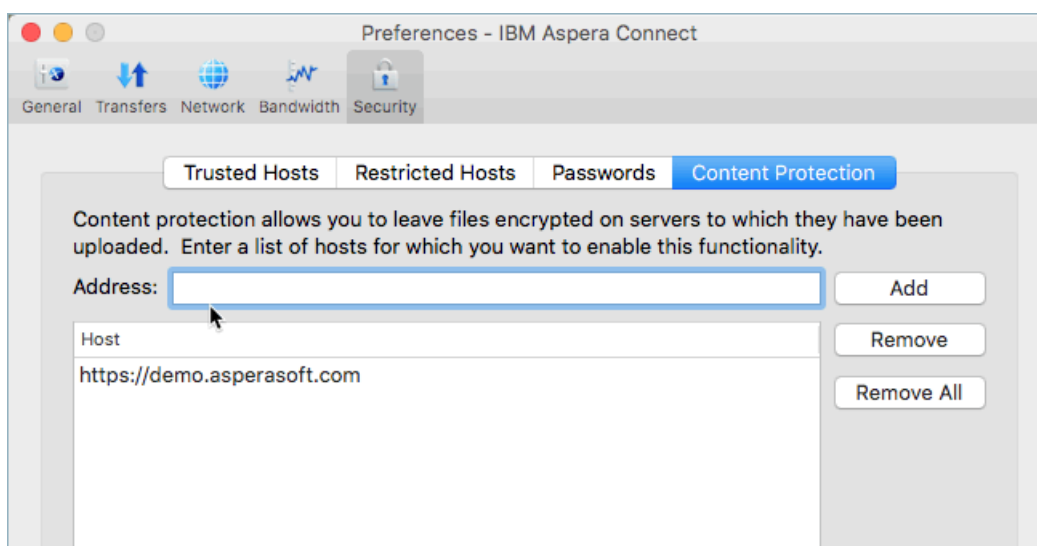 Preferences - IBM Aspera Connect
General Transfers Network Bandwidth Security
Trusted Hosts Restricted Hosts Passwords Content Protection
Content protection allows you to leave files encrypted on servers to which they have been
uploaded.  Enter a list of hosts for which you want to enable this functionality.
Address: Add
Host Remove
https://demo.asperasoft.com
Remove All